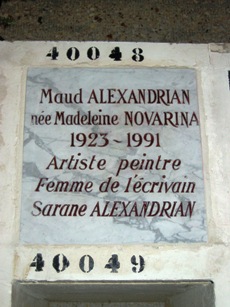 40048
Maud ALEXANDRIAN
née Madeleine NOVARINA
1923~1991
Artiste peintre
Femme de l'écrivain
Sarane ALEXANDRIAN
40049